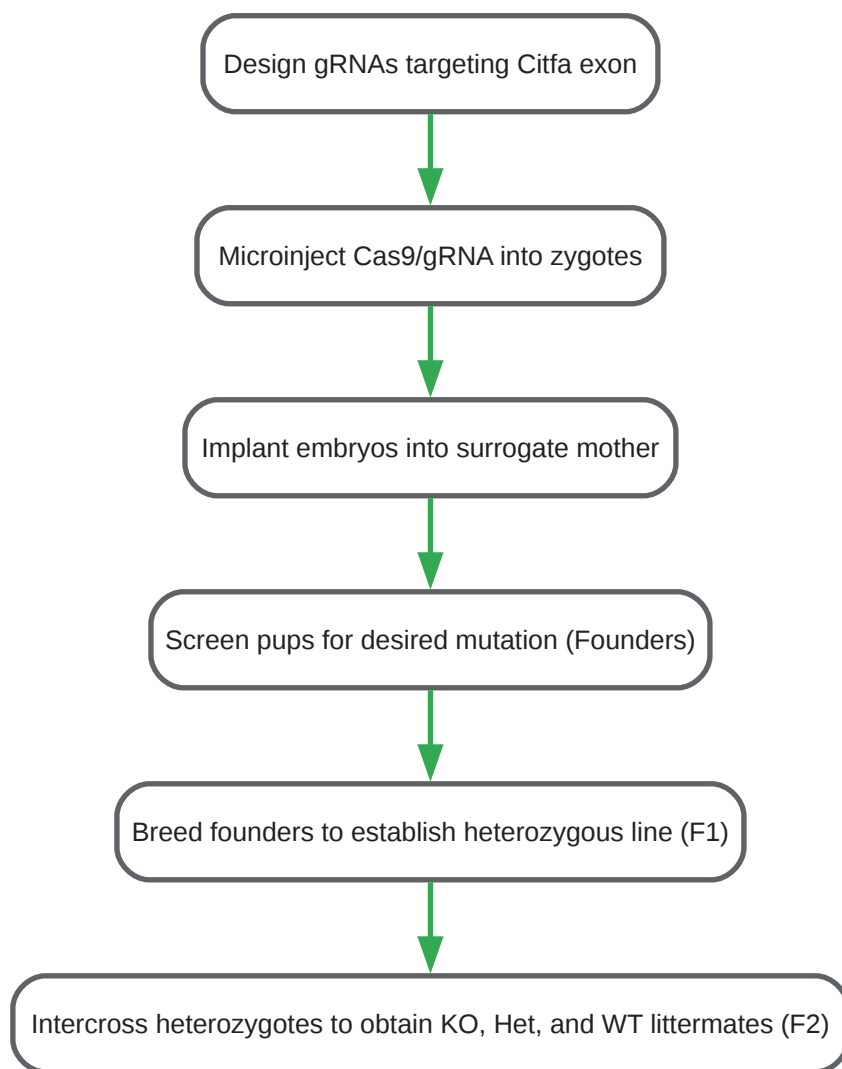 Design gRNAs targeting Citfa exon
Microinject Cas9/gRNA into zygotes
Implant embryos into surrogate mother
Screen pups for desired mutation (Founders)
Breed founders to establish heterozygous line (F1)
Intercross heterozygotes to obtain KO, Het, and WT littermates (F2)